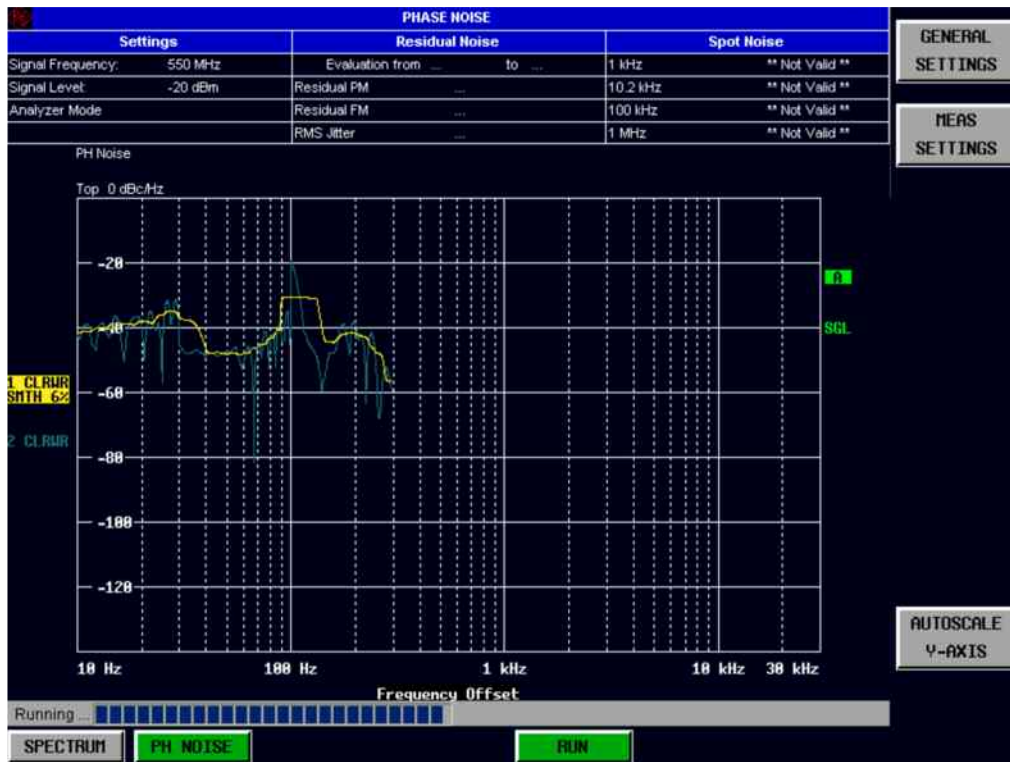 PHASE NOISE
Settings Residual Noise Spot Noise
Signal Frequency: 550 MHz Evaluation from ... to ... 1 kHz ** Not Valid **
Signal Level: -20 dBm Residual PM ... 10.2 kHz ** Not Valid **
Analyzer Mode Residual FM ... 100 kHz ** Not Valid **
RMS Jitter ... 1 MHz ** Not Valid **
GENERAL
SETTINGS
MEAS
SETTINGS
PH Noise
Top 0 dBc/Hz
-20
-40
-60
-80
-100
-120
A
SGL
1 CLRWR
SMTH 6%
2 CLRWR
10 Hz 100 Hz 1 kHz 10 kHz 30 kHz
Frequency Offset
AUTOSCALE
Y-AXIS
Running ...
SPECTRUM PH NOISE RUN